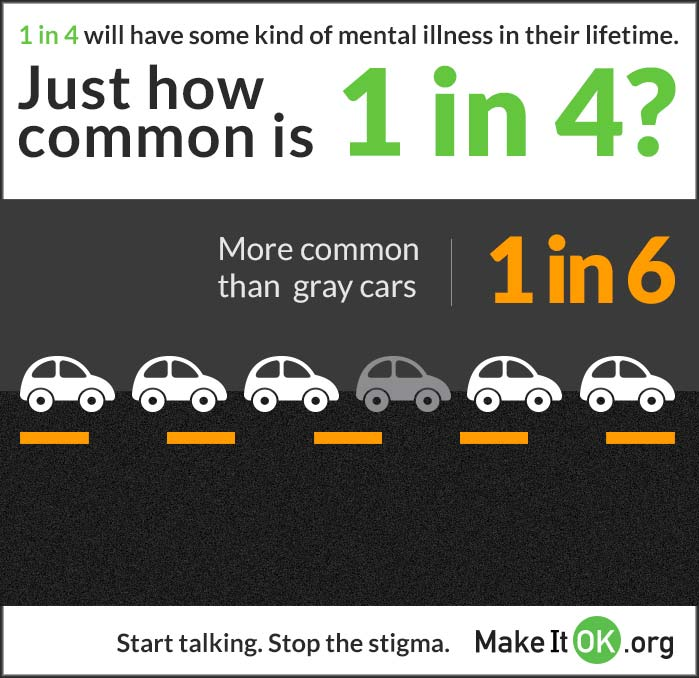 1 in 4 will have some kind of mental illness in their lifetime.
Just how
common is
1 in 4?
More common
than gray cars
1 in 6
Start talking. Stop the stigma.
Make It OK.org